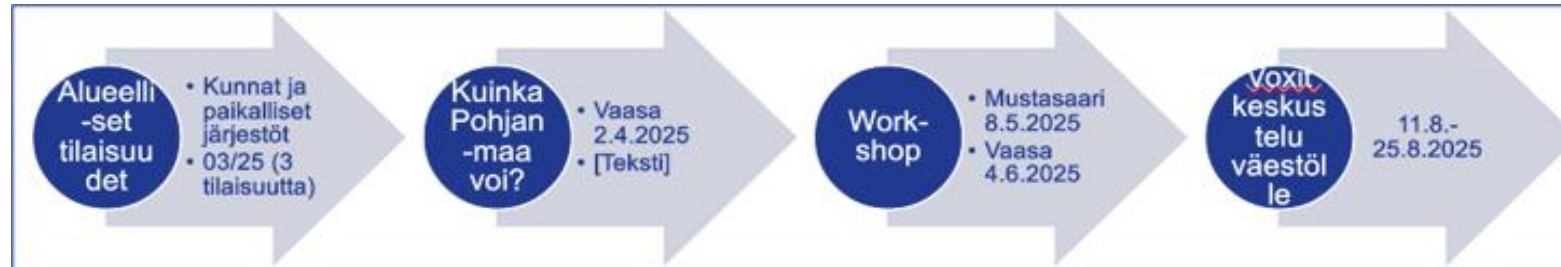 Alueelli
-set
tilaisuu
det
• Kunnat ja
paikalliset
järjestöt
• 03/25 (3
tilaisuutta)
Kuinka
Pohjan
-maa
voi?
• Vaasa
2.4.2025
• [Teksti]
Work-
shop
• Mustasaari
8.5.2025
• Vaasa
4.6.2025
Voxit
keskus
telu
väestöl
le
11.8.-
25.8.2025